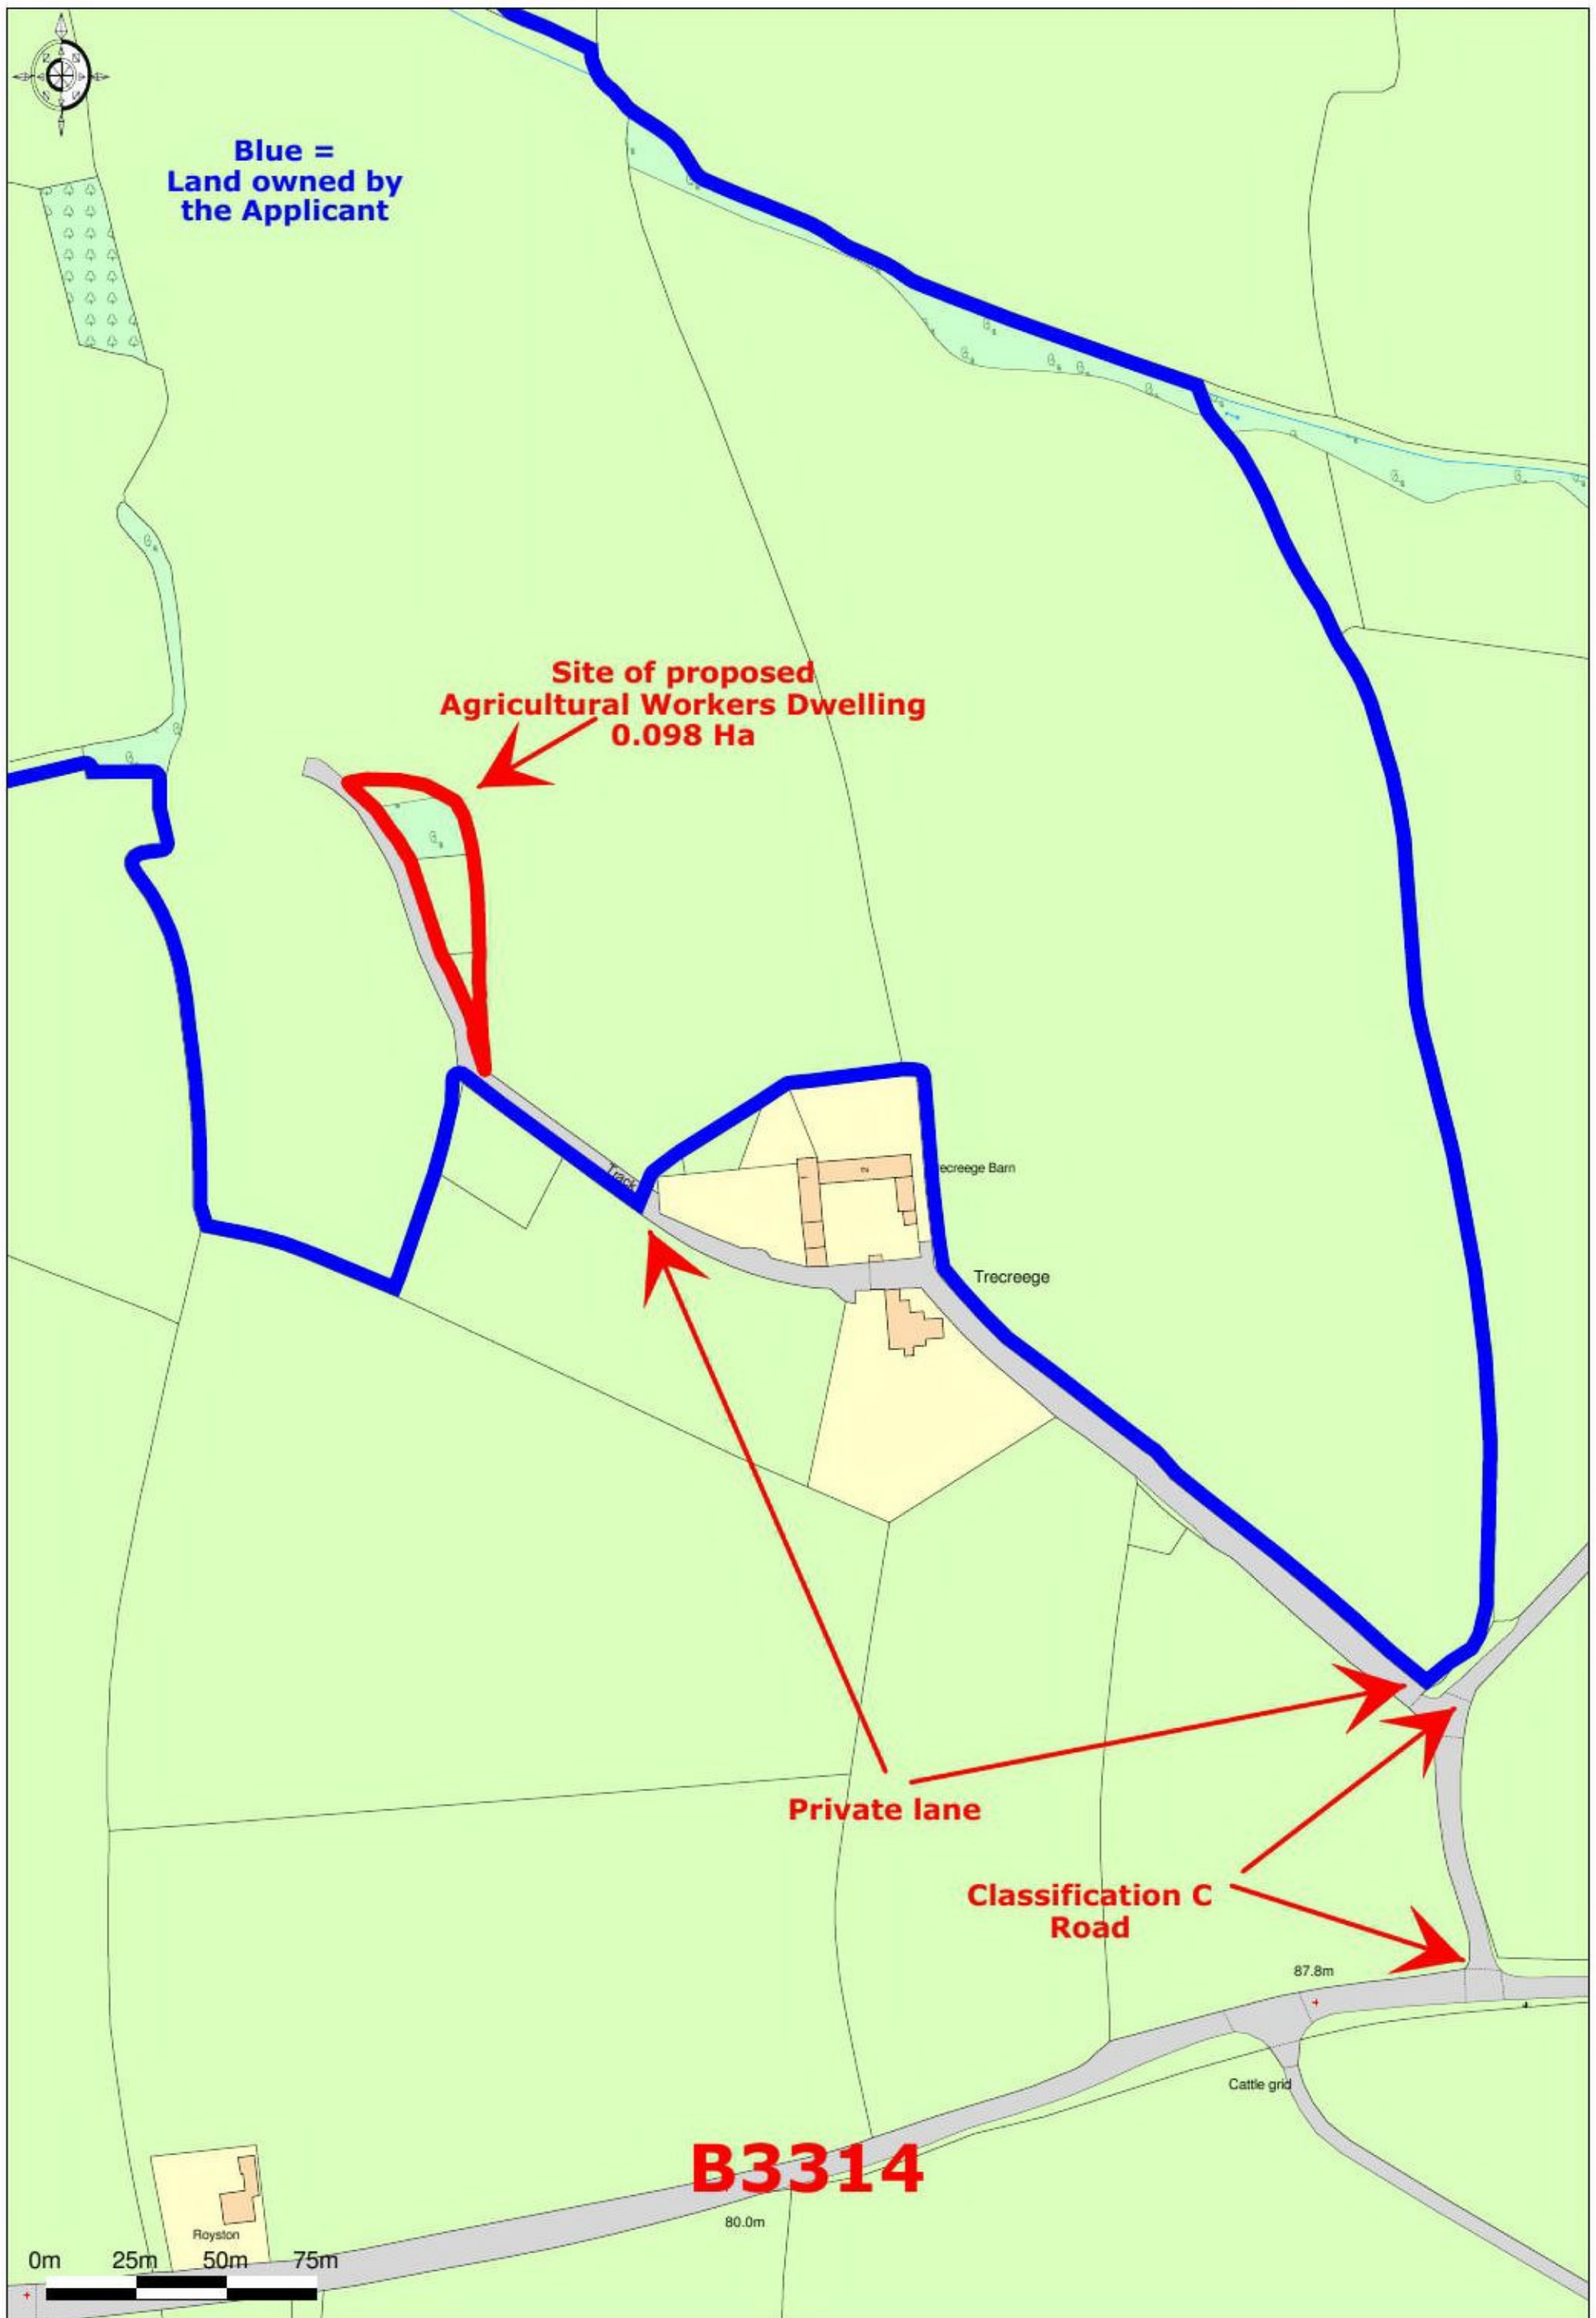 Blue =
Land owned by
the Applicant
Site of proposed
Agricultural Workers Dwelling
0.098 Ha
Track
2
ecreege Barn
Trecreege
Private lane
Classification C
Road
87.8m
Cattle grid
B3314
80.0m
Royston
0m 25m 50m 75m